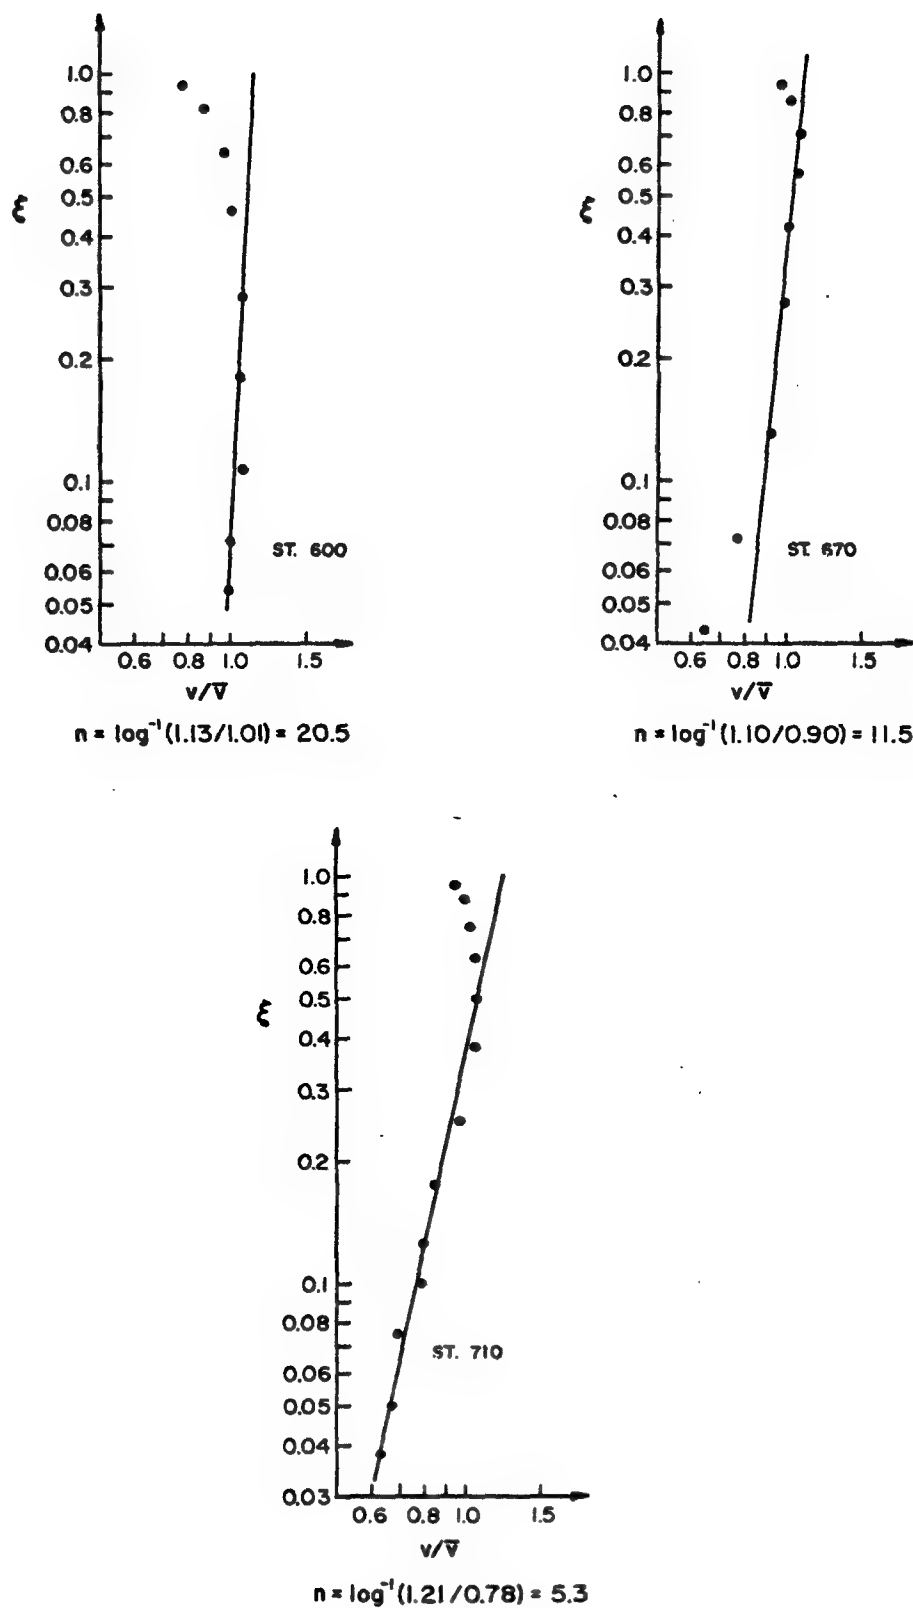 1.0
0.8
0.6
0.5
0.4
0.3
0.2
0.1
0.08
0.06
0.05
0.04
ξ
ST. 600
0.6 0.8 1.0 1.5
v/v̅
n = log⁻¹(1.13/1.01) = 20.5
1.0
0.8
0.6
0.5
0.4
0.3
0.2
0.1
0.08
0.06
0.05
0.04
ξ
ST. 670
0.6 0.8 1.0 1.5
v/v̅
n = log⁻¹(1.10/0.90) = 11.5
1.0
0.8
0.6
0.5
0.4
0.3
0.2
0.1
0.08
0.06
0.05
0.04
0.03
ξ
ST. 710
0.6 0.8 1.0 1.5
v/v̅
n = log⁻¹(1.21/0.78) = 5.3